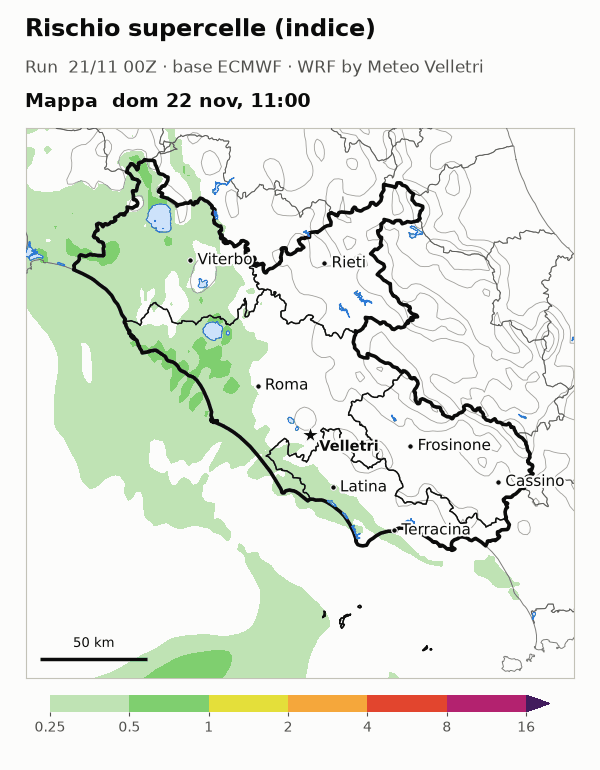 Rischio supercelle (indice)
Run 21/11 00Z · base ECMWF · WRF by Meteo Velletri
Mappa dom 22 nov, 11:00
Viterbo
Rieti
Roma
Velletri
Frosinone
Cassino
Latina
Terracina
50 km
0.25 0.5 1 2 4 8 16